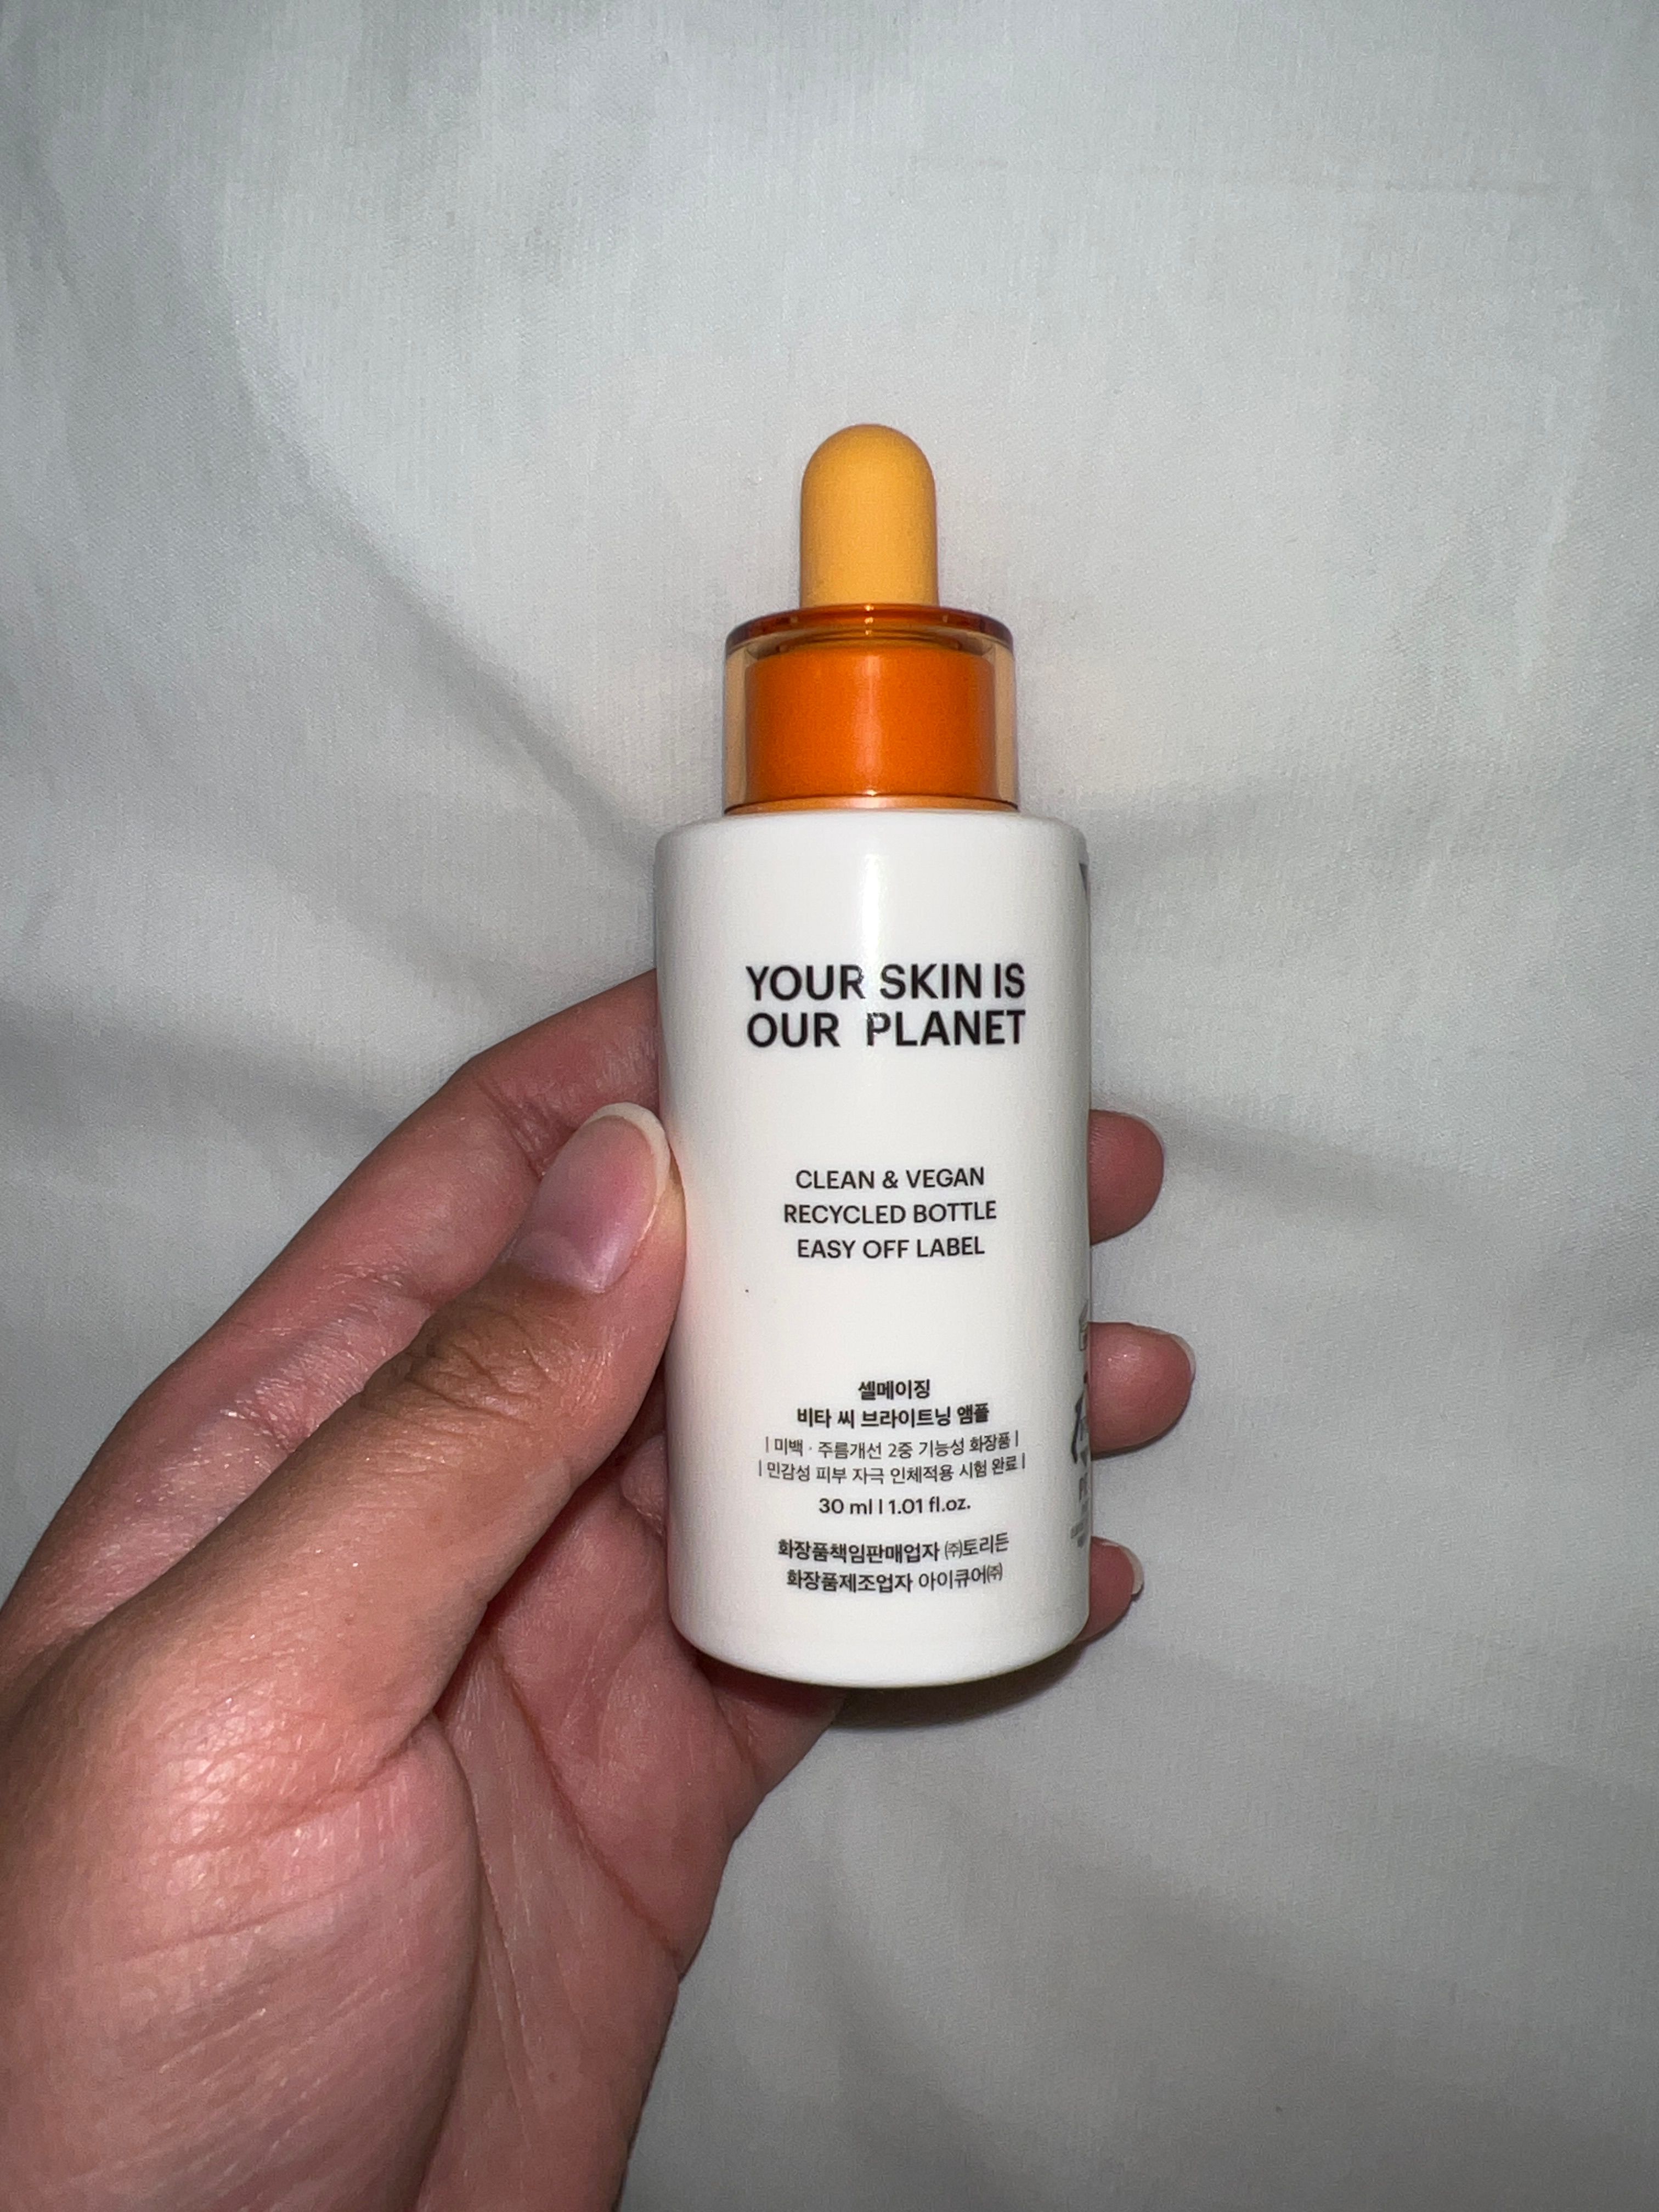 YOUR SKIN IS
OUR PLANET
CLEAN & VEGAN
RECYCLED BOTTLE
EASY OFF LABEL
셀메이징
비타 씨 브라이트닝 앰플
| 미백 · 주름개선 2중 기능성 화장품 |
| 민감성 피부 자극 인체적용 시험 완료 |
30 ml | 1.01 fl.oz.
화장품책임판매업자 ㈜토리든
화장품제조업자 아이큐어㈜